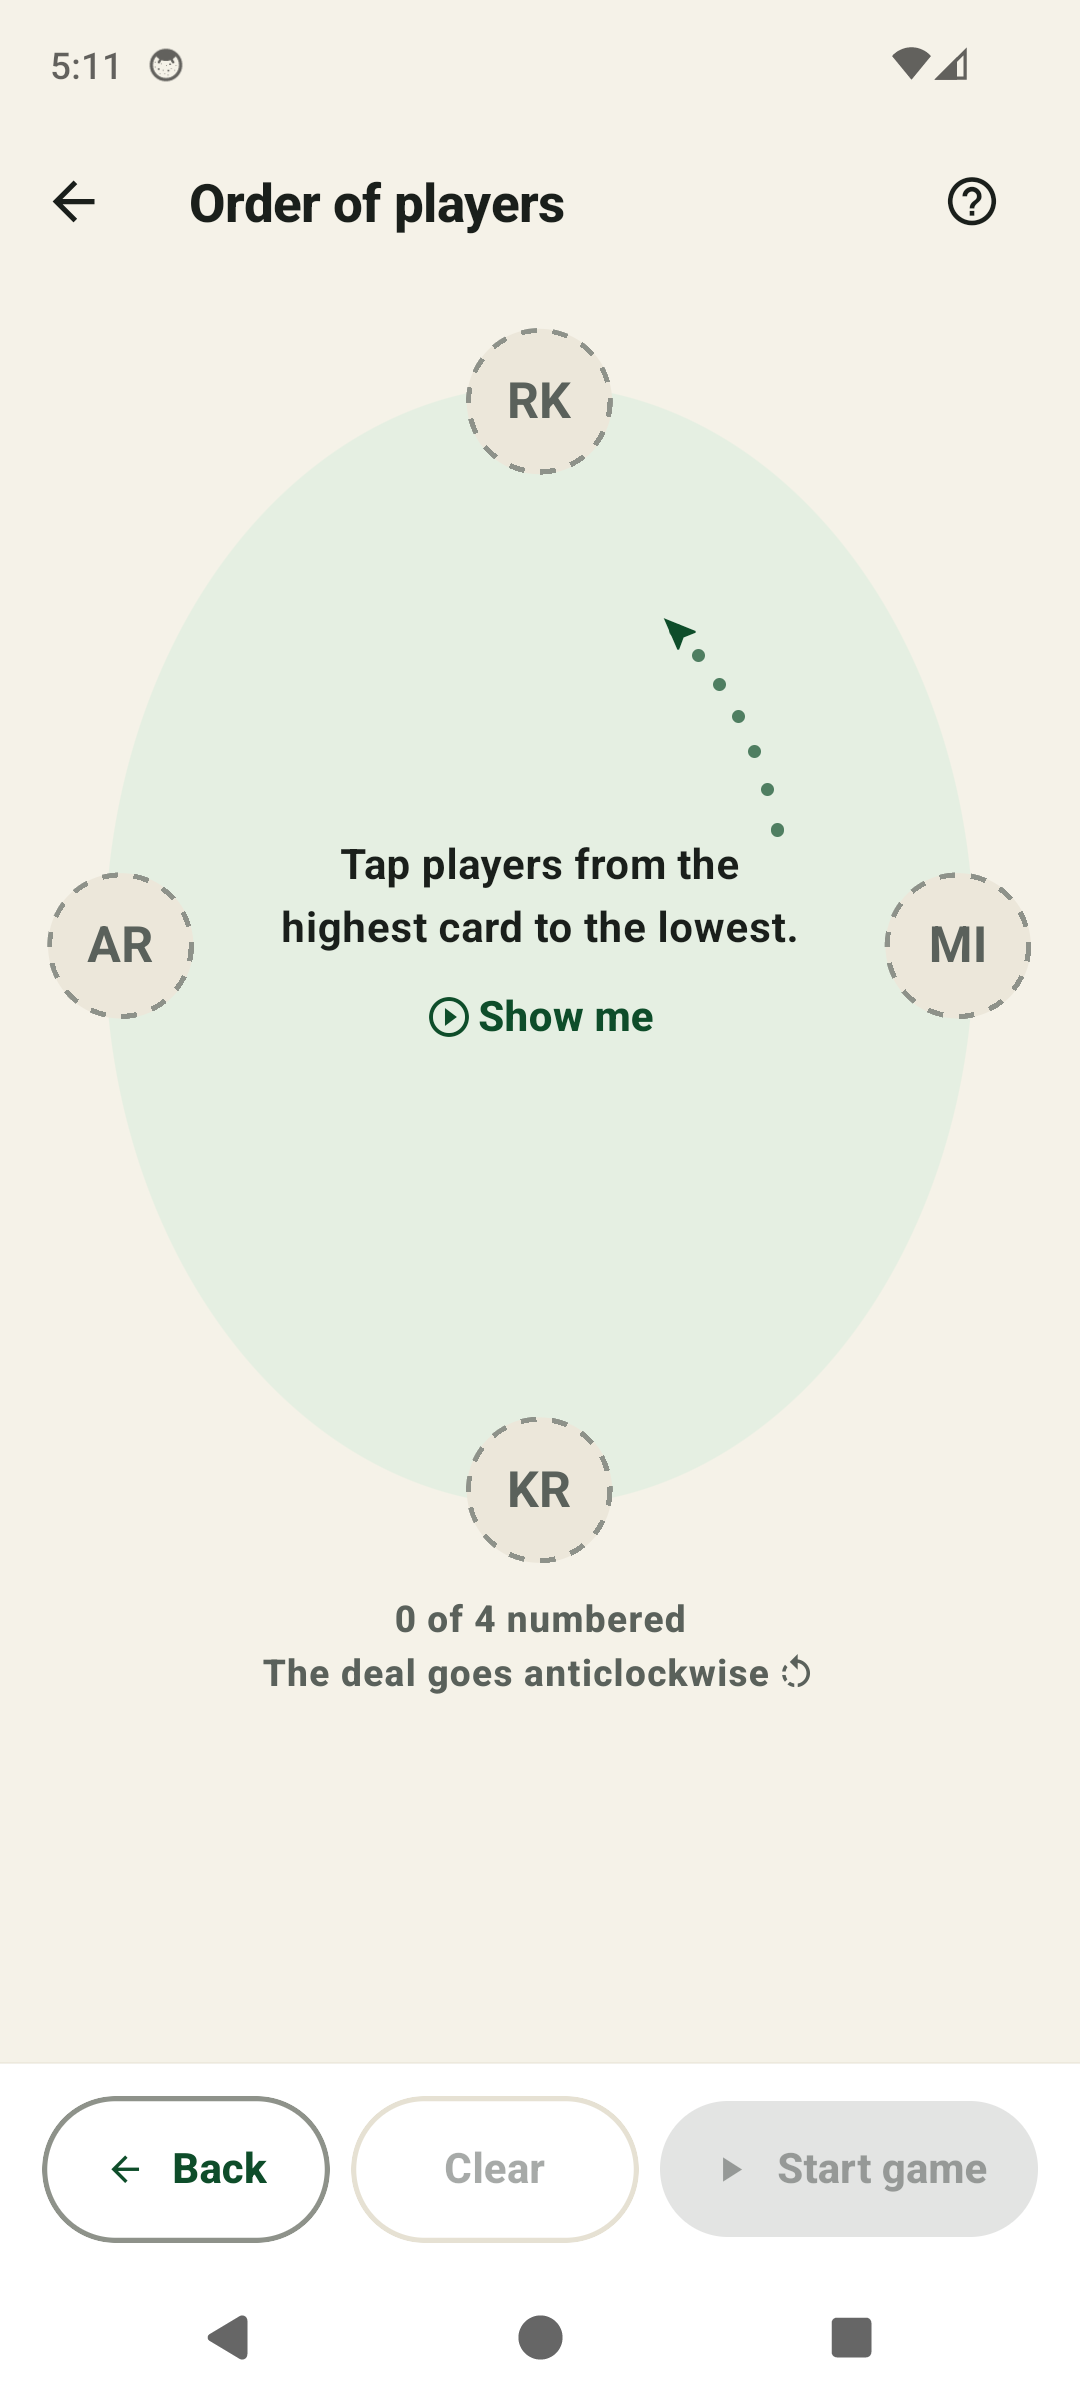 5:11
Order of players
RK
Tap players from the
highest card to the lowest.
AR
MI
Show me
KR
0 of 4 numbered
The deal goes anticlockwise
Back
Clear
Start game